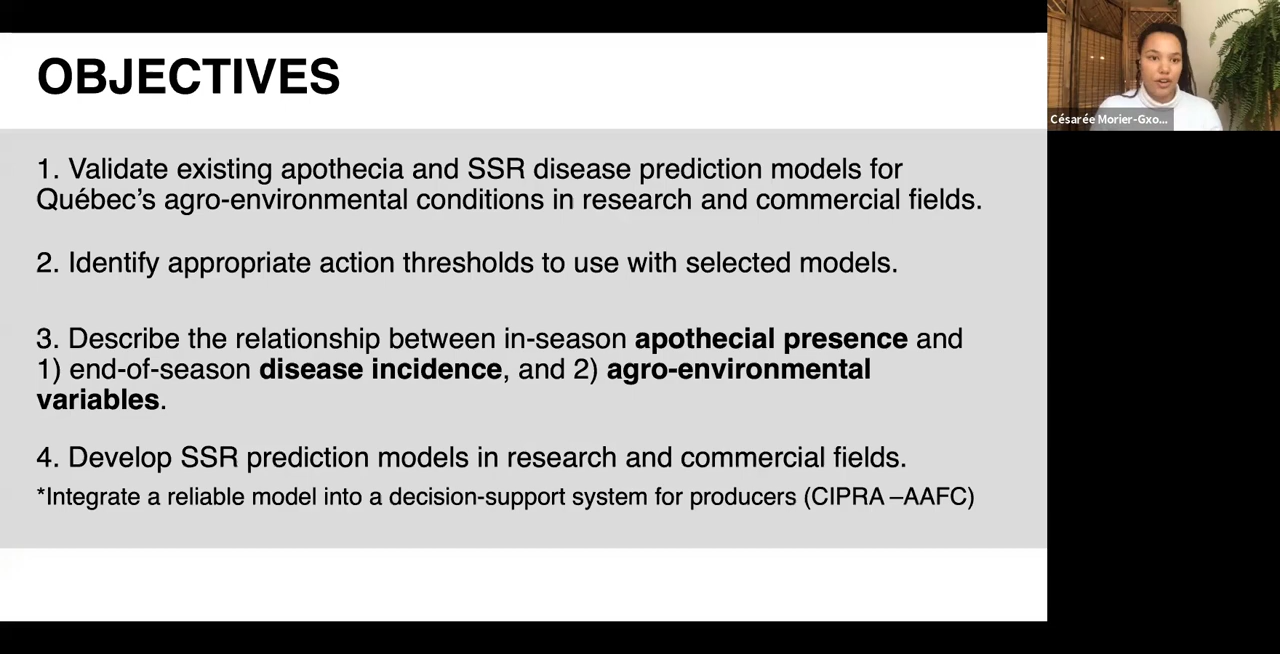 OBJECTIVES
1. Validate existing apothecia and SSR disease prediction models for
Québec's agro-environmental conditions in research and commercial fields.
2. Identify appropriate action thresholds to use with selected models.
3. Describe the relationship between in-season apothecial presence and
1) end-of-season disease incidence, and 2) agro-environmental
variables.
4. Develop SSR prediction models in research and commercial fields.
*Integrate a reliable model into a decision-support system for producers (CIPRA –AAFC)
Césarée Morier-Gxo...